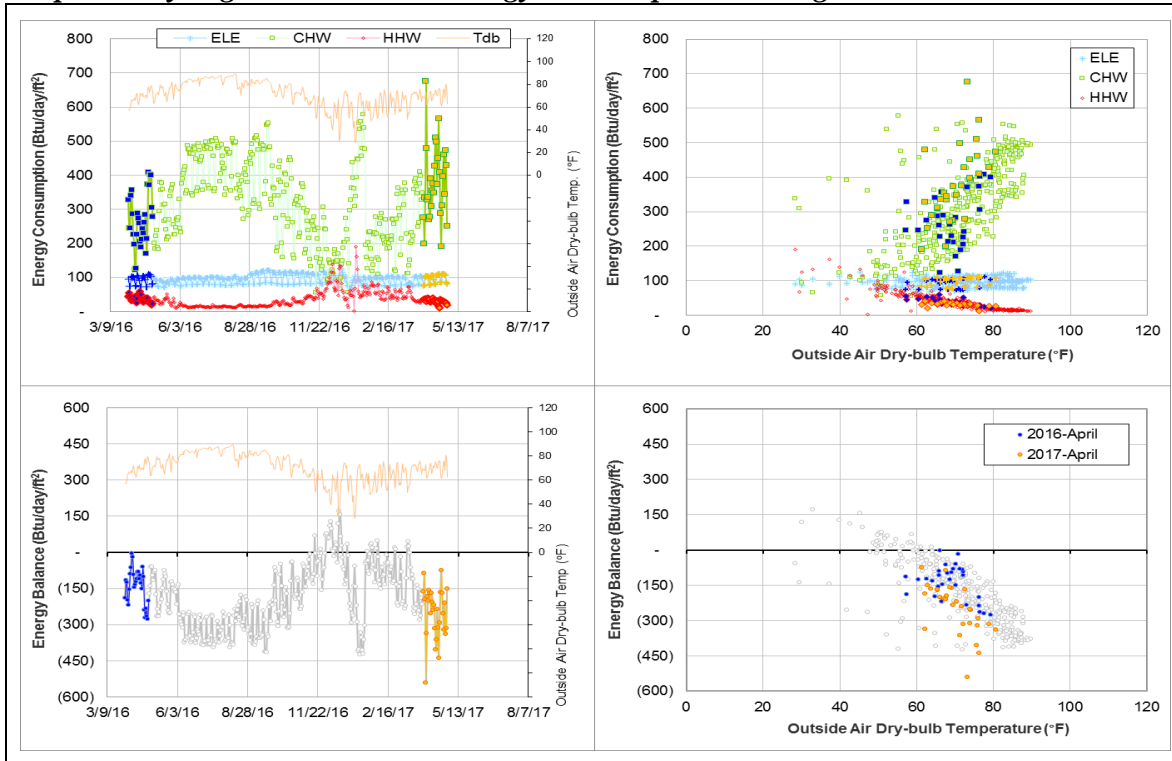 ELE CHW HHW Tdb
Energy Consumption (Btu/day/ft²)
800
700
600
500
400
300
200
100
-
120
100
80
60
40
20
0
Outside Air Dry-bulb Temp. (°F)
3/9/16 6/3/16 8/28/16 11/22/16 2/16/17 5/13/17 8/7/17
Energy Consumption (Btu/day/ft²)
800
700
600
500
400
300
200
100
-
ELE
CHW
HHW
0 20 40 60 80 100 120
Outside Air Dry-bulb Temperature (°F)
Energy Balance (Btu/day/ft²)
600
450
300
150
-
(150)
(300)
(450)
(600)
120
100
80
60
40
20
0
Outside Air Dry-bulb Temp (°F)
3/9/16 6/3/16 8/28/16 11/22/16 2/16/17 5/13/17 8/7/17
Energy Balance (Btu/day/ft²)
600
450
300
150
-
(150)
(300)
(450)
(600)
2016-April
2017-April
0 20 40 60 80 100 120
Outside Air Dry-bulb Temperature (°F)